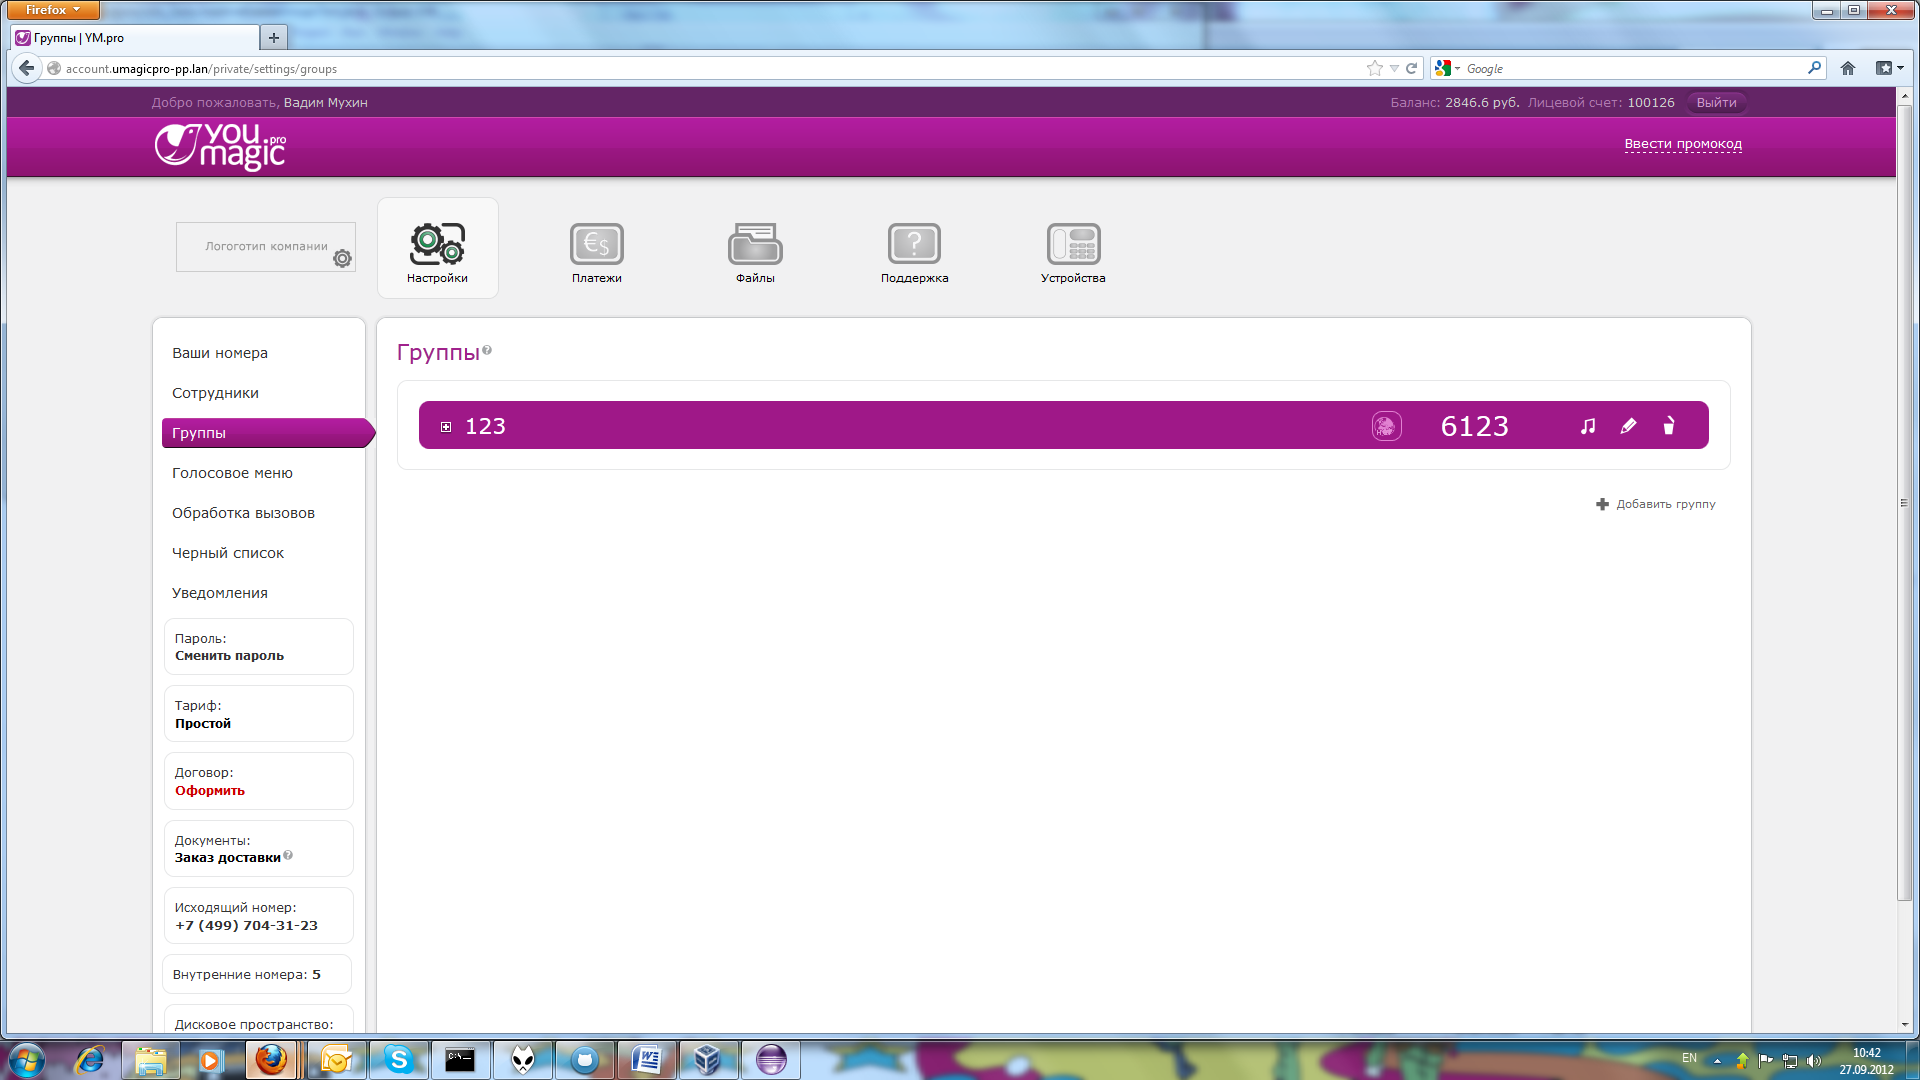 Firefox
Группы | YM.pro
account.umagicpro-pp.lan/private/settings/groups
Google
Добро пожаловать, Вадим Мухин
Баланс: 2846.6 руб. Лицевой счет: 100126 Выйти
you magic .pro
Ввести промокод
Логотип компании
Настройки
Платежи
Файлы
Поддержка
Устройства
Ваши номера
Сотрудники
Группы
Голосовое меню
Обработка вызовов
Черный список
Уведомления
Пароль:
Сменить пароль
Тариф:
Простой
Договор:
Оформить
Документы:
Заказ доставки
Исходящий номер:
+7 (499) 704-31-23
Внутренние номера: 5
Дисковое пространство:
Группы
123
6123
Добавить группу
EN
10:42
27.09.2012